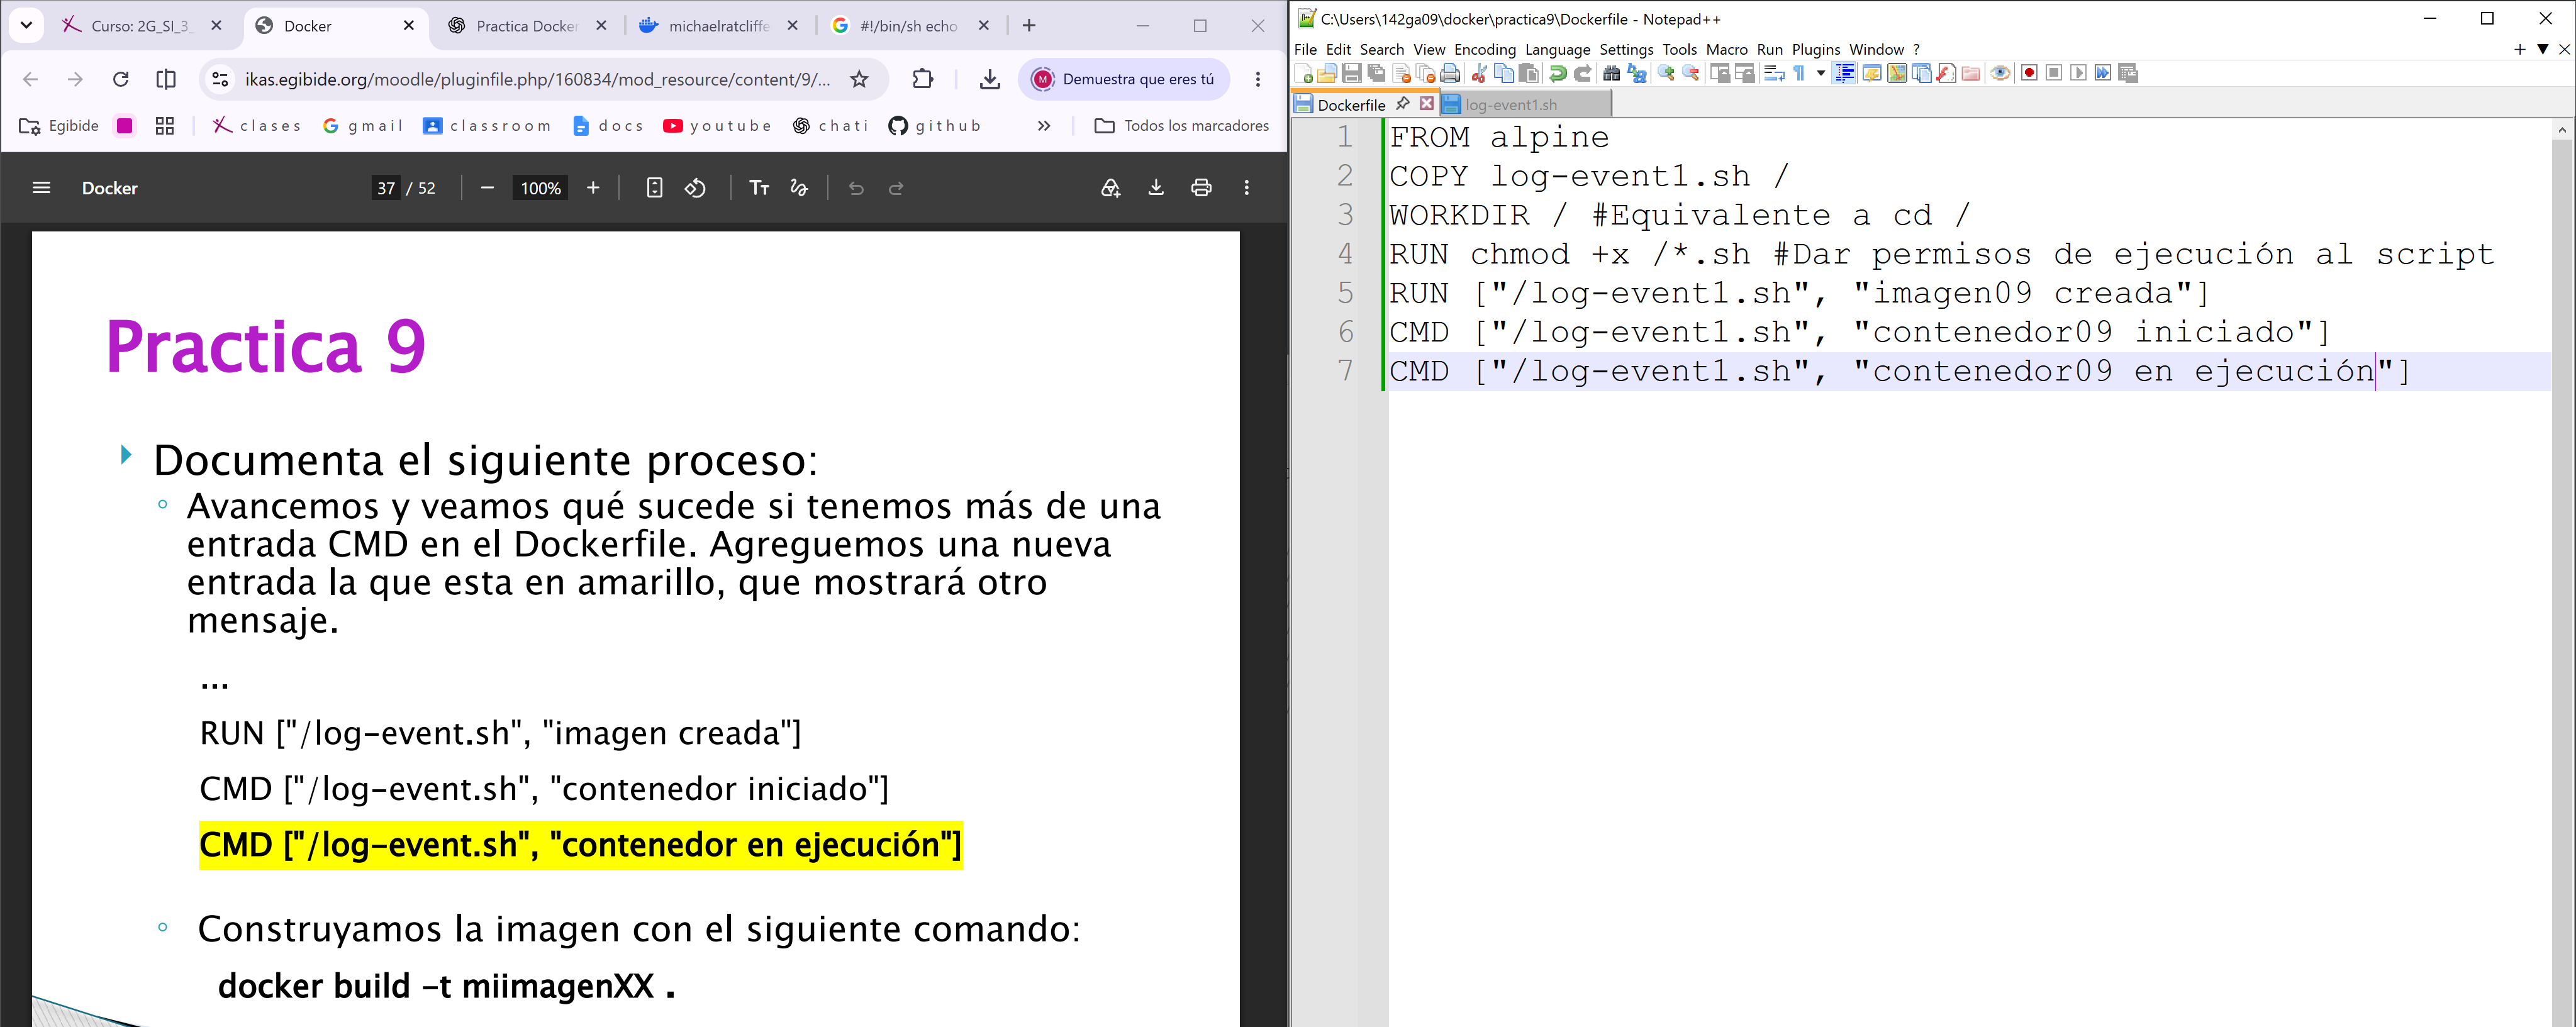 Curso: 2G_SI_3_
Docker
Practica Docker
michaelratcliffe
#!/bin/sh echo
ikas.egibide.org/moodle/pluginfile.php/160834/mod_resource/content/9/...
M
Demuestra que eres tú
Egibide
clases
gmail
classroom
docs
youtube
chati
github
Todos los marcadores
Docker
37 / 52
100%
Practica 9
Documenta el siguiente proceso:
Avancemos y veamos qué sucede si tenemos más de una
entrada CMD en el Dockerfile. Agreguemos una nueva
entrada la que esta en amarillo, que mostrará otro
mensaje.
...
RUN ["/log-event.sh", "imagen creada"]
CMD ["/log-event.sh", "contenedor iniciado"]
CMD ["/log-event.sh", "contenedor en ejecución"]
Construyamos la imagen con el siguiente comando:
docker build -t miimagenXX .
C:\Users\142ga09\docker\practica9\Dockerfile - Notepad++
File Edit Search View Encoding Language Settings Tools Macro Run Plugins Window ?
Dockerfile
log-event1.sh
1 FROM alpine
2 COPY log-event1.sh /
3 WORKDIR / #Equivalente a cd /
4 RUN chmod +x /*.sh #Dar permisos de ejecución al script
5 RUN ["/log-event1.sh", "imagen09 creada"]
6 CMD ["/log-event1.sh", "contenedor09 iniciado"]
7 CMD ["/log-event1.sh", "contenedor09 en ejecución"]